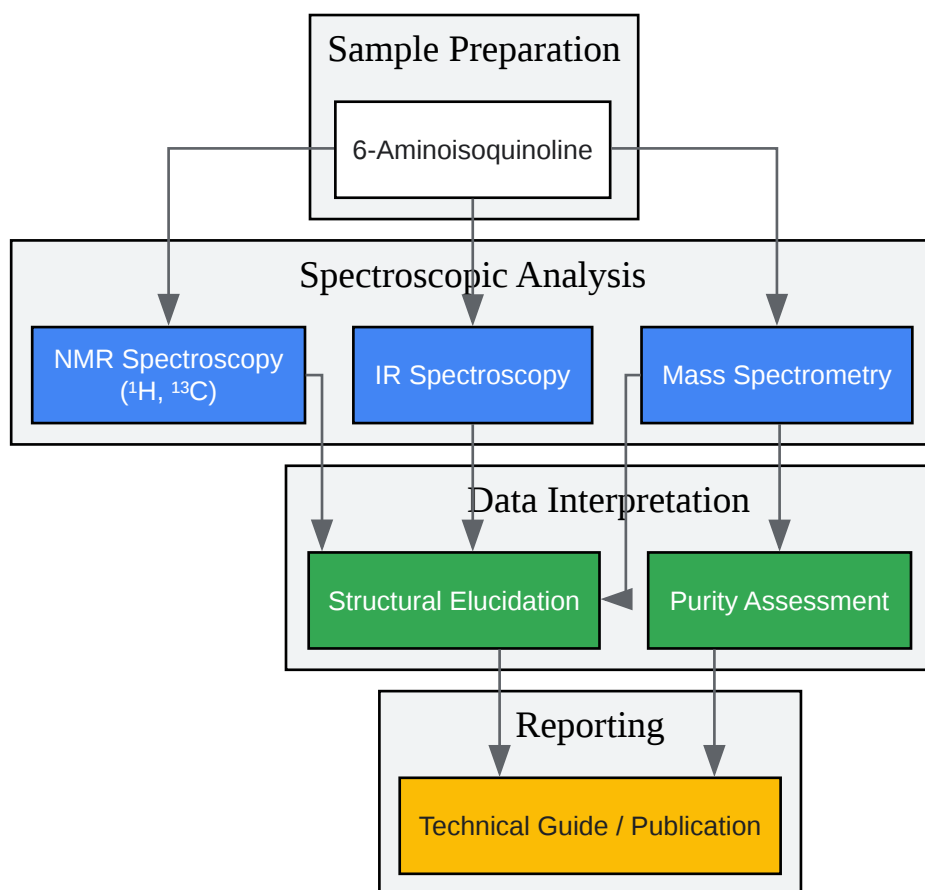 Sample Preparation
6-Aminoisoquinoline
Spectroscopic Analysis
NMR Spectroscopy
(¹H, ¹³C)
IR Spectroscopy
Mass Spectrometry
Data Interpretation
Structural Elucidation
Purity Assessment
Reporting
Technical Guide / Publication